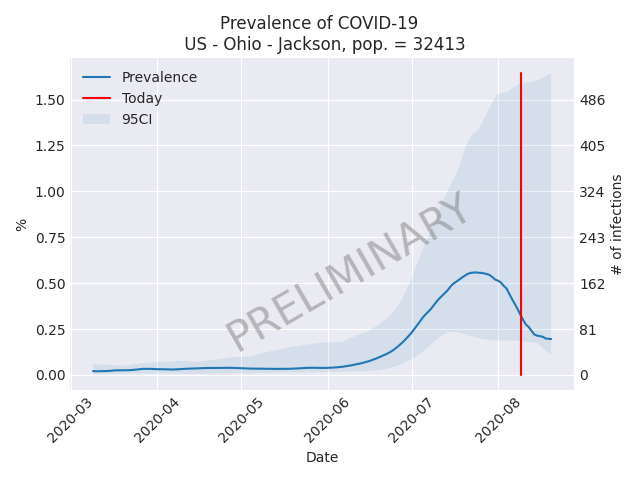 Prevalence of COVID-19
US - Ohio - Jackson, pop. = 32413
Prevalence
Today
95CI
PRELIMINARY
%
1.50
1.25
1.00
0.75
0.50
0.25
0.00
486
405
324
243
162
81
0
# of infections
2020-03
2020-04
2020-05
2020-06
2020-07
2020-08
Date